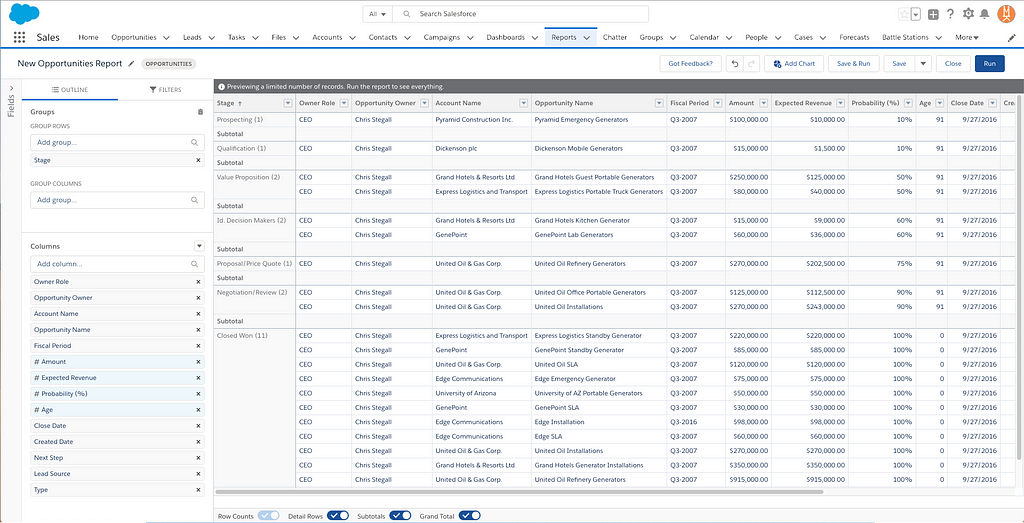 All
Search Salesforce
Sales
Home Opportunities Leads Tasks Files Accounts Contacts Campaigns Dashboards Reports Chatter Groups Calendar People Cases Forecasts Battle Stations More
New Opportunities Report OPPORTUNITIES
Got Feedback? Add Chart Save & Run Save Close Run
Fields
OUTLINE FILTERS
Groups
GROUP ROWS
Add group...
Stage
GROUP COLUMNS
Add group...
Columns
Add column...
Owner Role
Opportunity Owner
Account Name
Opportunity Name
Fiscal Period
# Amount
# Expected Revenue
# Probability (%)
# Age
Close Date
Created Date
Next Step
Lead Source
Type
Previewing a limited number of records. Run the report to see everything.
Stage ↑ Owner Role Opportunity Owner Account Name Opportunity Name Fiscal Period Amount Expected Revenue Probability (%) Age Close Date Crea
Prospecting (1) CEO Chris Stegall Pyramid Construction Inc. Pyramid Emergency Generators Q3-2007 $100,000.00 $10,000.00 10% 91 9/27/2016
Subtotal
Qualification (1) CEO Chris Stegall Dickenson plc Dickenson Mobile Generators Q3-2007 $15,000.00 $1,500.00 10% 91 9/27/2016
Subtotal
Value Proposition (2) CEO Chris Stegall Grand Hotels & Resorts Ltd Grand Hotels Guest Portable Generators Q3-2007 $250,000.00 $125,000.00 50% 91 9/27/2016
CEO Chris Stegall Express Logistics and Transport Express Logistics Portable Truck Generators Q3-2007 $80,000.00 $40,000.00 50% 91 9/27/2016
Subtotal
Id. Decision Makers (2) CEO Chris Stegall Grand Hotels & Resorts Ltd Grand Hotels Kitchen Generator Q3-2007 $15,000.00 $9,000.00 60% 91 9/27/2016
CEO Chris Stegall GenePoint GenePoint Lab Generators Q3-2007 $60,000.00 $36,000.00 60% 91 9/27/2016
Subtotal
Proposal/Price Quote (1) CEO Chris Stegall United Oil & Gas Corp. United Oil Refinery Generators Q3-2007 $270,000.00 $202,500.00 75% 91 9/27/2016
Subtotal
Negotiation/Review (2) CEO Chris Stegall United Oil & Gas Corp. United Oil Office Portable Generators Q3-2007 $125,000.00 $112,500.00 90% 91 9/27/2016
CEO Chris Stegall United Oil & Gas Corp. United Oil Installations Q3-2007 $270,000.00 $243,000.00 90% 91 9/27/2016
Subtotal
Closed Won (11) CEO Chris Stegall Express Logistics and Transport Express Logistics Standby Generator Q3-2007 $220,000.00 $220,000.00 100% 0 9/27/2016
CEO Chris Stegall GenePoint GenePoint Standby Generator Q3-2007 $85,000.00 $85,000.00 100% 0 9/27/2016
CEO Chris Stegall United Oil & Gas Corp. United Oil SLA Q3-2007 $120,000.00 $120,000.00 100% 0 9/27/2016
CEO Chris Stegall Edge Communications Edge Emergency Generator Q3-2007 $75,000.00 $75,000.00 100% 0 9/27/2016
CEO Chris Stegall University of Arizona University of AZ Portable Generators Q3-2007 $50,000.00 $50,000.00 100% 0 9/27/2016
CEO Chris Stegall GenePoint GenePoint SLA Q3-2007 $30,000.00 $30,000.00 100% 0 9/27/2016
CEO Chris Stegall Edge Communications Edge Installation Q3-2016 $98,000.00 $98,000.00 100% 0 9/27/2016
CEO Chris Stegall Edge Communications Edge SLA Q3-2007 $60,000.00 $60,000.00 100% 0 9/27/2016
CEO Chris Stegall United Oil & Gas Corp. United Oil Installations Q3-2007 $270,000.00 $270,000.00 100% 0 9/27/2016
CEO Chris Stegall Grand Hotels & Resorts Ltd Grand Hotels Generator Installations Q3-2007 $350,000.00 $350,000.00 100% 0 9/27/2016
CEO Chris Stegall United Oil & Gas Corp. United Oil Refinery Generators Q3-2007 $915,000.00 $915,000.00 100% 0 9/27/2016
Row Counts Detail Rows Subtotals Grand Total